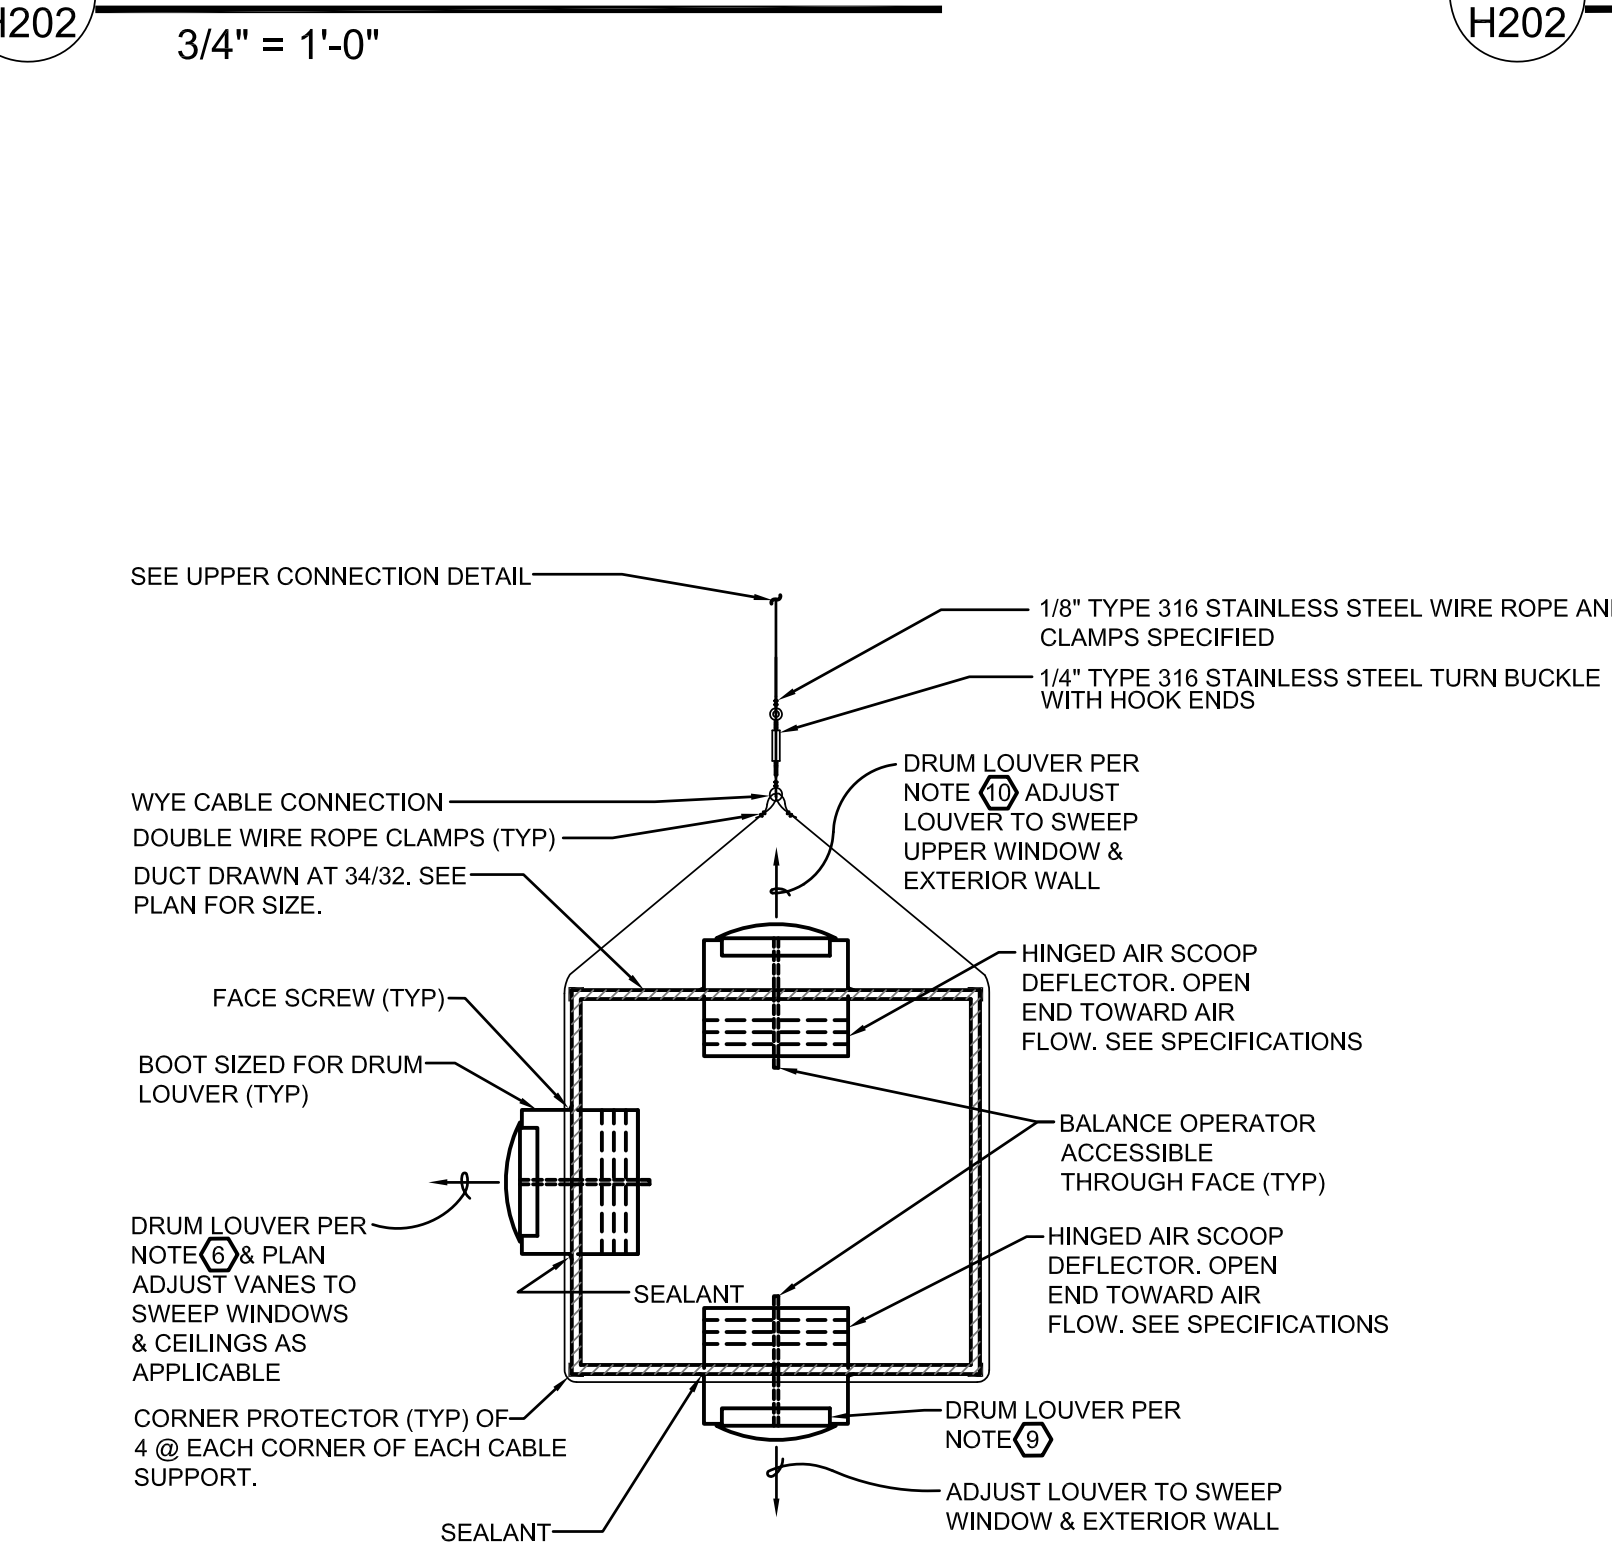 H202
3/4" = 1'-0"
H202
SEE UPPER CONNECTION DETAIL
1/8" TYPE 316 STAINLESS STEEL WIRE ROPE
CLAMPS SPECIFIED
1/4" TYPE 316 STAINLESS STEEL TURN BUCKLE
WITH HOOK ENDS
DRUM LOUVER PER
NOTE 10 ADJUST
LOUVER TO SWEEP
UPPER WINDOW &
EXTERIOR WALL
WYE CABLE CONNECTION
DOUBLE WIRE ROPE CLAMPS (TYP)
DUCT DRAWN AT 34/32. SEE
PLAN FOR SIZE.
HINGED AIR SCOOP
DEFLECTOR. OPEN
END TOWARD AIR
FLOW. SEE SPECIFICATIONS
FACE SCREW (TYP)
BOOT SIZED FOR DRUM
LOUVER (TYP)
BALANCE OPERATOR
ACCESSIBLE
THROUGH FACE (TYP)
DRUM LOUVER PER
NOTE 6 & PLAN
ADJUST VANES TO
SWEEP WINDOWS
& CEILINGS AS
APPLICABLE
SEALANT
HINGED AIR SCOOP
DEFLECTOR. OPEN
END TOWARD AIR
FLOW. SEE SPECIFICATIONS
CORNER PROTECTOR (TYP) OF
4 @ EACH CORNER OF EACH CABLE
SUPPORT.
DRUM LOUVER PER
NOTE 9
ADJUST LOUVER TO SWEEP
WINDOW & EXTERIOR WALL
SEALANT